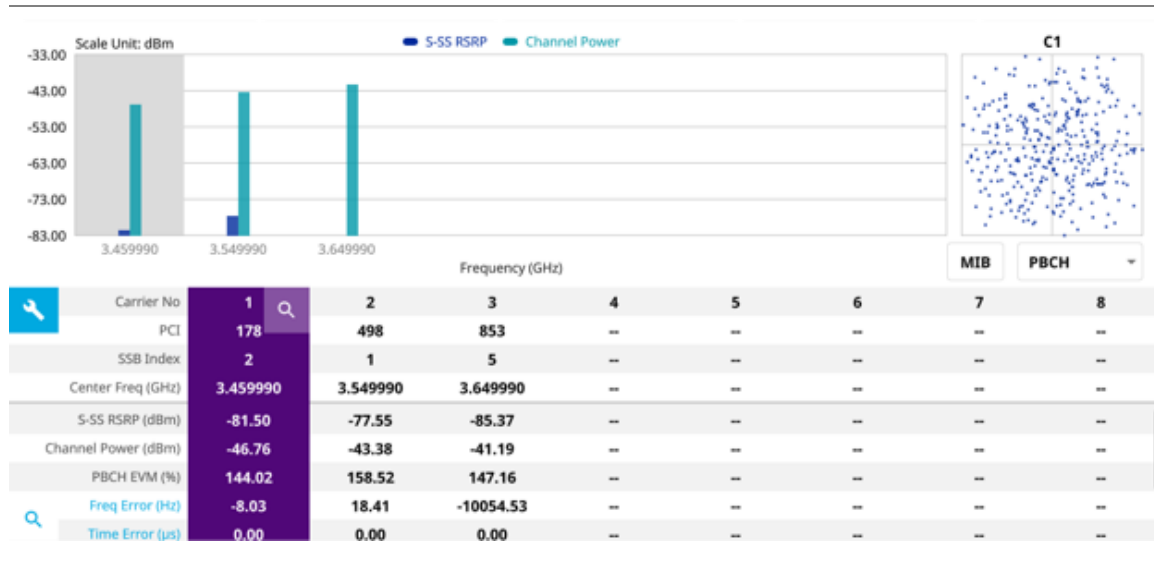 Scale Unit: dBm
S-SS RSRP Channel Power
C1
-33.00
-43.00
-53.00
-63.00
-73.00
-83.00
3.459990 3.549990 3.649990
Frequency (GHz)
MIB PBCH
Carrier No 1 2 3 4 5 6 7 8
PCI 178 498 853 -- -- -- -- --
SSB Index 2 1 5 -- -- -- -- --
Center Freq (GHz) 3.459990 3.549990 3.649990 -- -- -- -- --
S-SS RSRP (dBm) -81.50 -77.55 -85.37 -- -- -- -- --
Channel Power (dBm) -46.76 -43.38 -41.19 -- -- -- -- --
PBCH EVM (%) 144.02 158.52 147.16 -- -- -- -- --
Freq Error (Hz) -8.03 18.41 -10054.53 -- -- -- -- --
Time Error (μs) 0.00 0.00 0.00 -- -- -- -- --